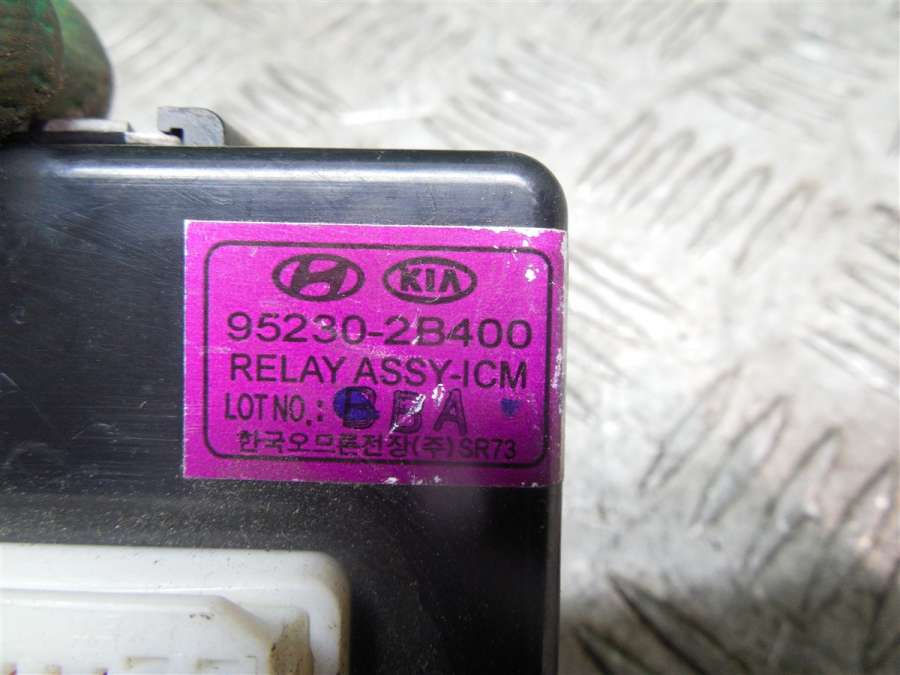 KIA
95230-2B400
RELAY ASSY-ICM
LOT NO.: BBA
한국오므론전장(주) SR73